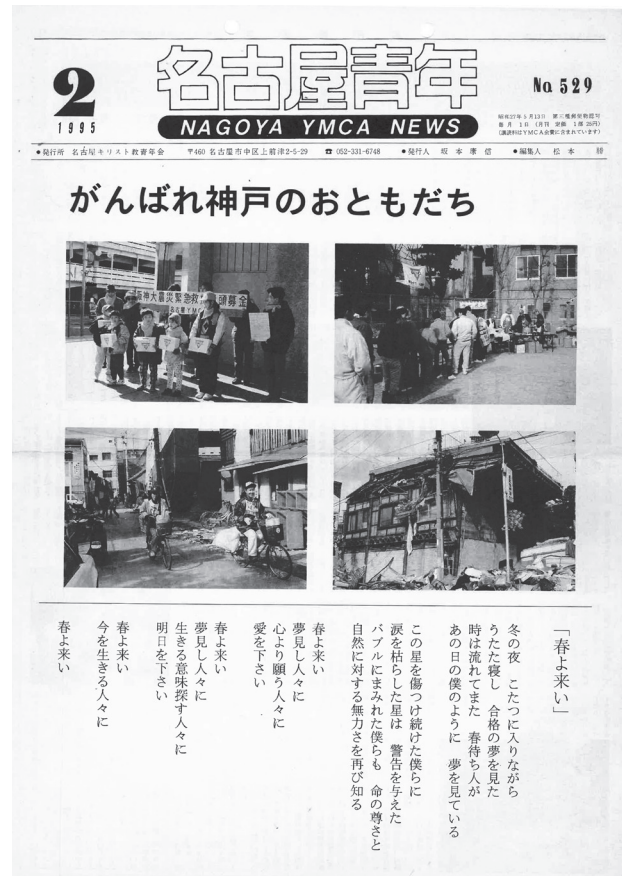 2
1995
名古屋青年
NAGOYA YMCA NEWS
No.529
昭和27年5月13日 第三種郵便物認可
毎月1日(月刊 定価 1部25円)
(購読料はYMCA会費に含まれています)
●発行所 名古屋キリスト教青年会 〒460 名古屋市中区上前津2-5-29 ☎ 052-331-6748 ●発行人 坂本康信 ●編集人 松本
がんばれ神戸のおともだち
阪神大震災緊急救 頭募金
名古屋YM
「春よ来い」
冬の夜 こたつに入りながら
うたた寝し 合格の夢を見た
時は流れてまた 春待ち人が
あの日の僕のように 夢を見ている
この星を傷つけ続けた僕らに
涙を枯らした星は 警告を与えた
バブルにまみれた僕らも 命の尊さと
自然に対する無力さを再び知る
春よ来い
夢見し人々に
心より願う人々に
愛を下さい
春よ来い
夢見し人々に
生きる意味探す人々に
明日を下さい
春よ来い
今を生きる人々に
春よ来い